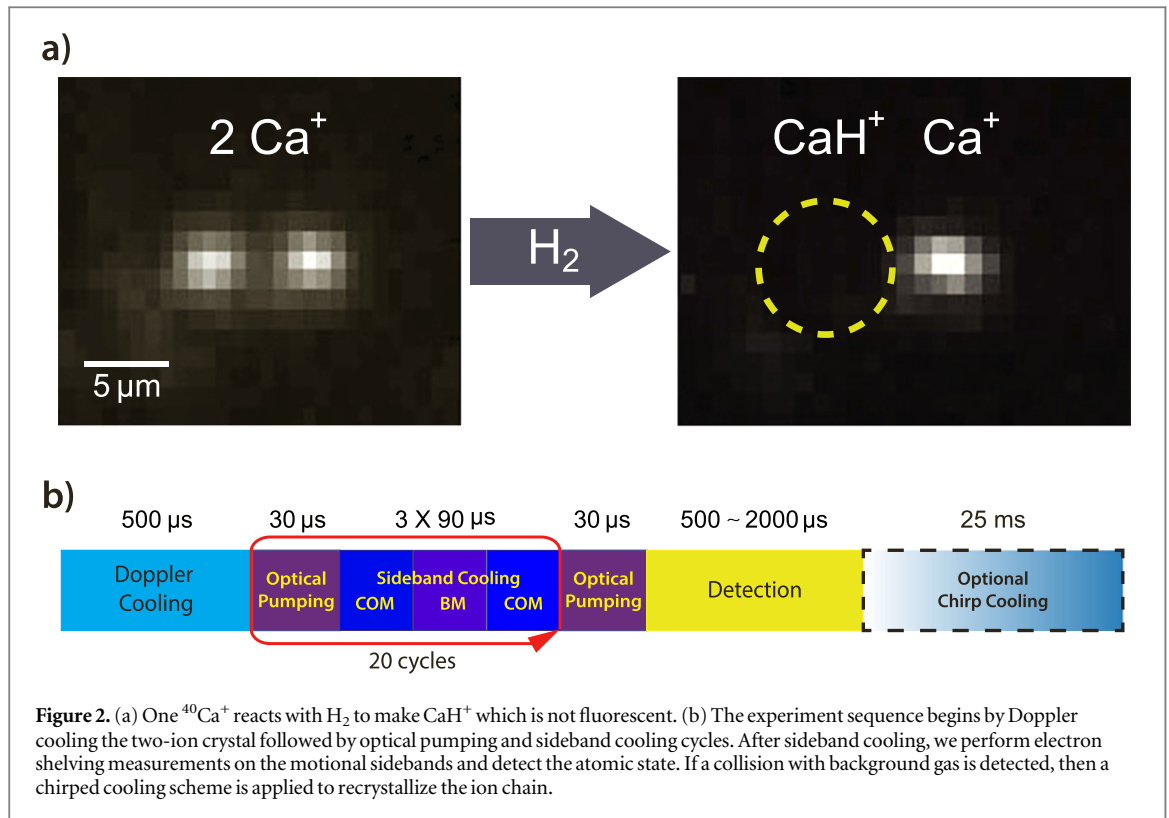 a)
2 Ca⁺
CaH⁺ Ca⁺
H₂
5 µm
b)
500 µs 30 µs 3 X 90 µs 30 µs 500 ~ 2000 µs 25 ms
Doppler
Cooling
Optical
Pumping
Sideband Cooling
COM BM COM
Optical
Pumping
Detection
Optional
Chirp Cooling
20 cycles
Figure 2. (a) One ⁴⁰Ca⁺ reacts with H₂ to make CaH⁺ which is not fluorescent. (b) The experiment sequence begins by Doppler
cooling the two-ion crystal followed by optical pumping and sideband cooling cycles. After sideband cooling, we perform electron
shelving measurements on the motional sidebands and detect the atomic state. If a collision with background gas is detected, then a
chirped cooling scheme is applied to recrystallize the ion chain.